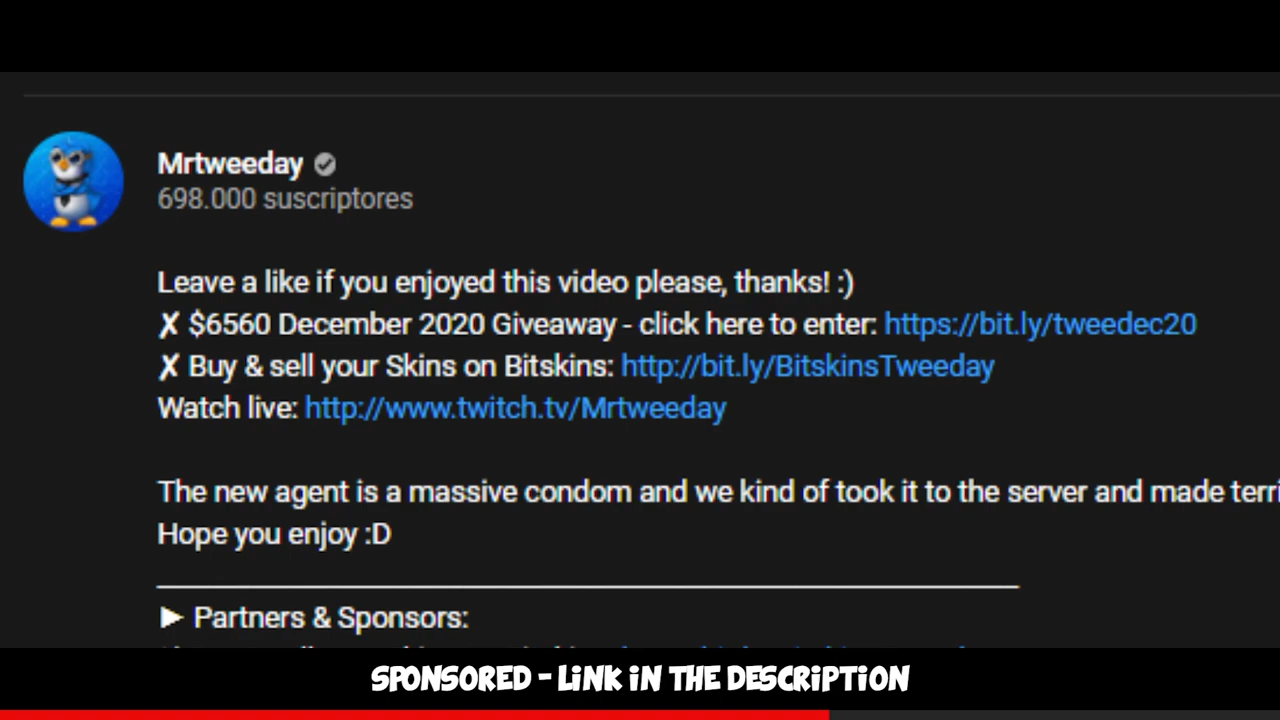 Mrtweeday
698.000 suscriptores
Leave a like if you enjoyed this video please, thanks! :)
✗ $6560 December 2020 Giveaway - click here to enter: https://bit.ly/tweedec20
✗ Buy & sell your Skins on Bitskins: http://bit.ly/BitskinsTweeday
Watch live: http://www.twitch.tv/Mrtweeday
The new agent is a massive condom and we kind of took it to the server and made
Hope you enjoy :D
► Partners & Sponsors:
SPONSORED - LINK IN THE DESCRIPTION